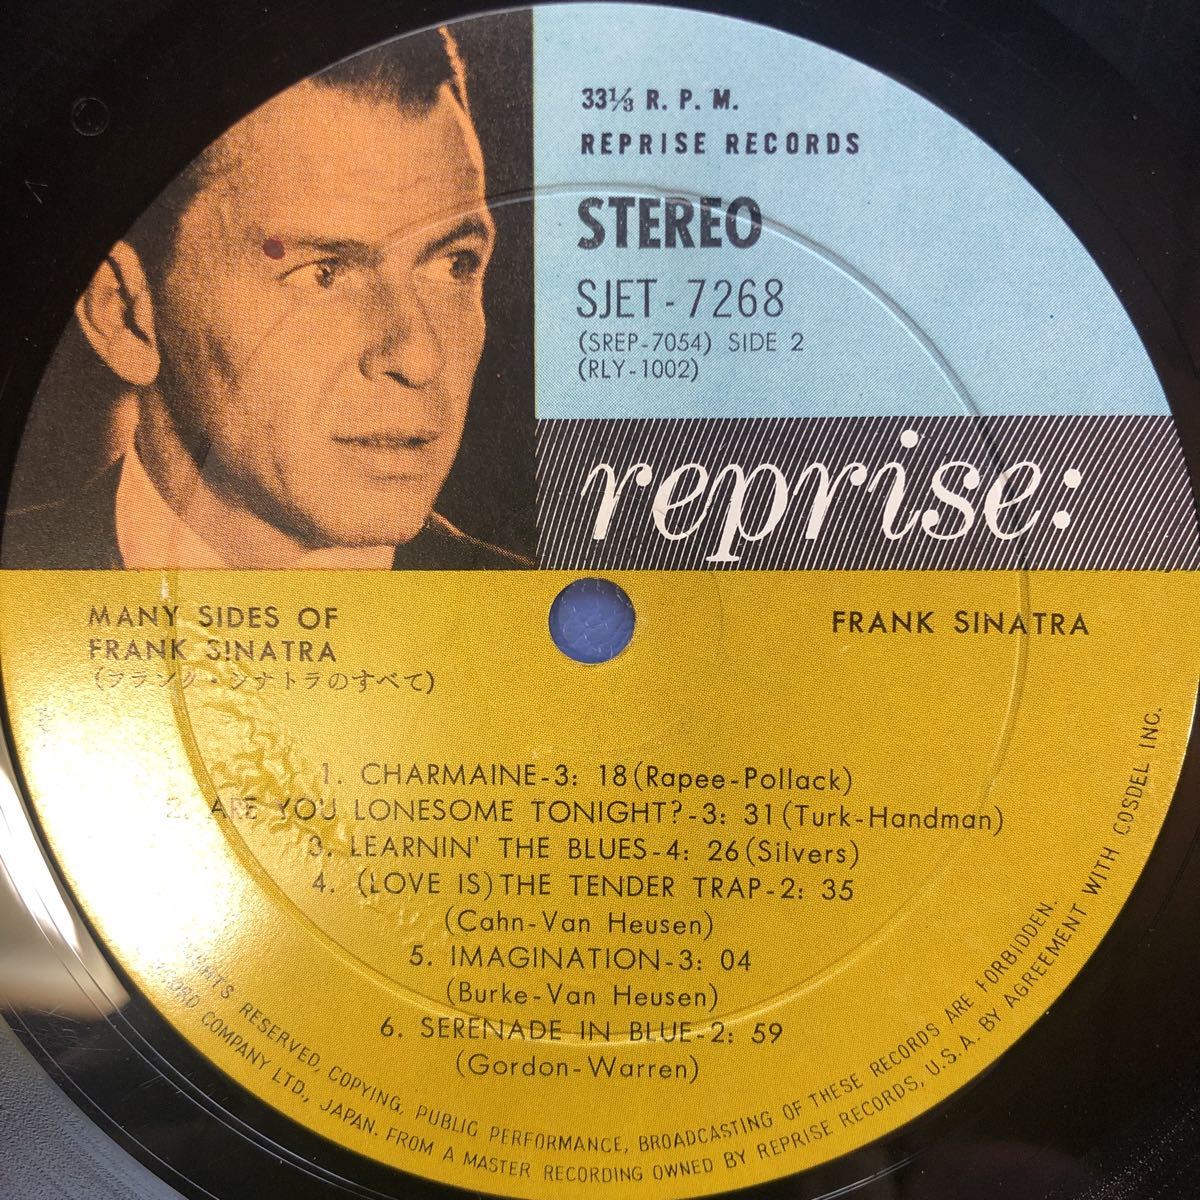 33⅓ R. P. M.
REPRISE RECORDS
STEREO
SJET-7268
(SREP-7054) SIDE 2
(RLY-1002)
reprise:
MANY SIDES OF
FRANK SINATRA
(フランク・シナトラのすべて)
FRANK SINATRA
1. CHARMAINE-3: 18(Rapee-Pollack)
2. ARE YOU LONESOME TONIGHT?-3: 31(Turk-Handman)
3. LEARNIN' THE BLUES-4: 26(Silvers)
4. (LOVE IS)THE TENDER TRAP-2: 35
(Cahn-Van Heusen)
5. IMAGINATION-3: 04
(Burke-Van Heusen)
6. SERENADE IN BLUE-2: 59
(Gordon-Warren)
RESERVED, COPYING, PUBLIC PERFORMANCE, BROADCASTING OF THESE RECORDS ARE FORBIDDEN.
COMPANY LTD., JAPAN. FROM A MASTER RECORDING OWNED BY REPRISE RECORDS, U.S.A. BY AGREEMENT WITH COSDEL INC.